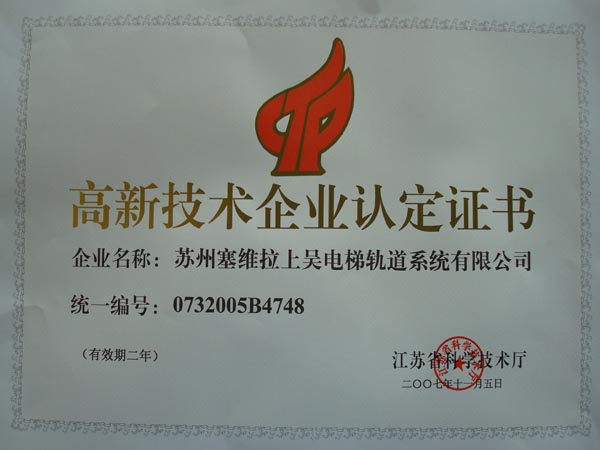 高新技术企业认定证书
企业名称：苏州塞维拉上吴电梯轨道系统有限公司
统一编号：0732005B4748
（有效期二年）
江苏省科学技术厅
二〇〇七年十一月五日